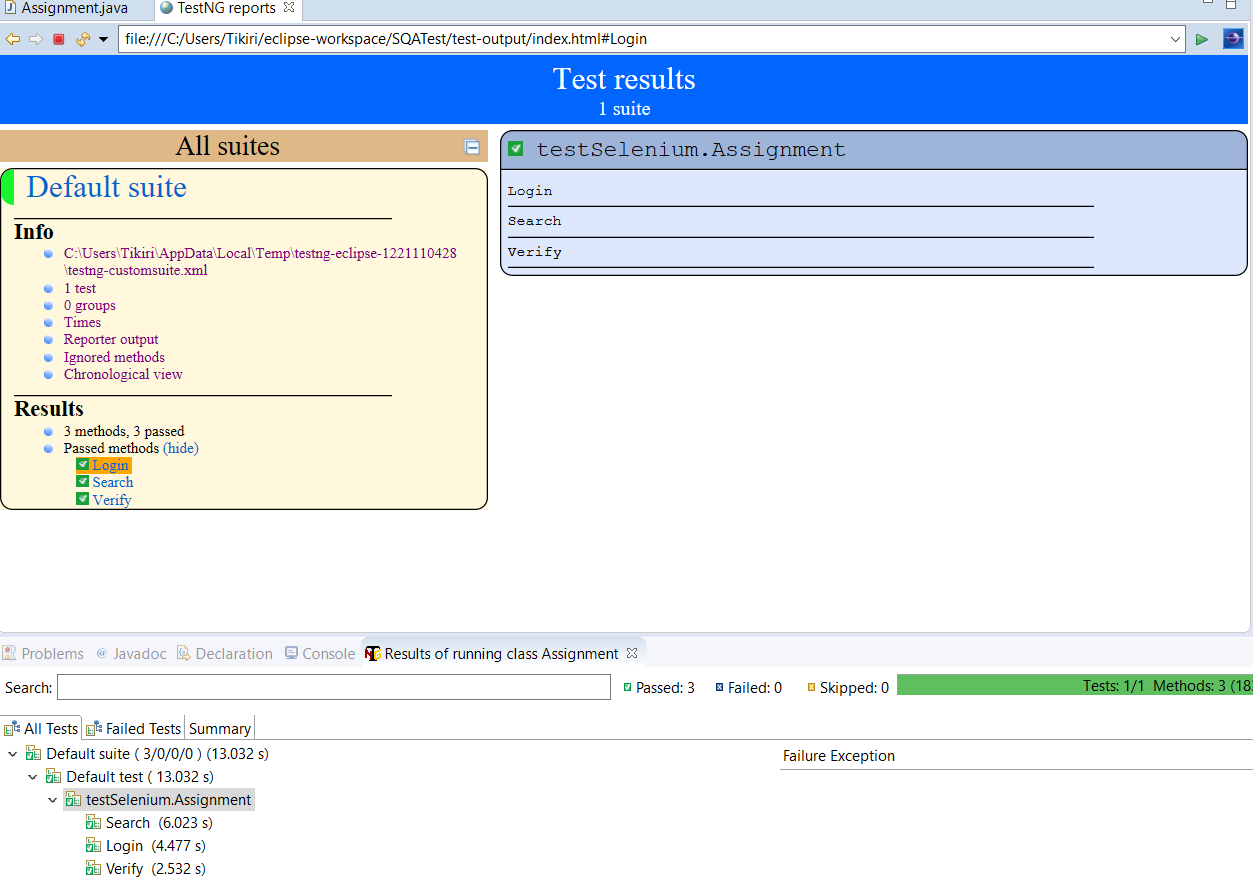 Assignment.java
TestNG reports
file:///C:/Users/Tikiri/eclipse-workspace/SQATest/test-output/index.html#Login
Test results
1 suite
All suites
Default suite
Info
C:\Users\Tikiri\AppData\Local\Temp\testng-eclipse-1221110428
\testng-customsuite.xml
1 test
0 groups
Times
Reporter output
Ignored methods
Chronological view
Results
3 methods, 3 passed
Passed methods (hide)
Login
Search
Verify
testSelenium.Assignment
Login
Search
Verify
Problems @ Javadoc Declaration Console Results of running class Assignment
Search: Passed: 3 Failed: 0 Skipped: 0 Tests: 1/1 Methods: 3 (18
All Tests Failed Tests Summary
Default suite ( 3/0/0/0 ) (13.032 s)
Default test ( 13.032 s)
testSelenium.Assignment
Search (6.023 s)
Login (4.477 s)
Verify (2.532 s)
Failure Exception